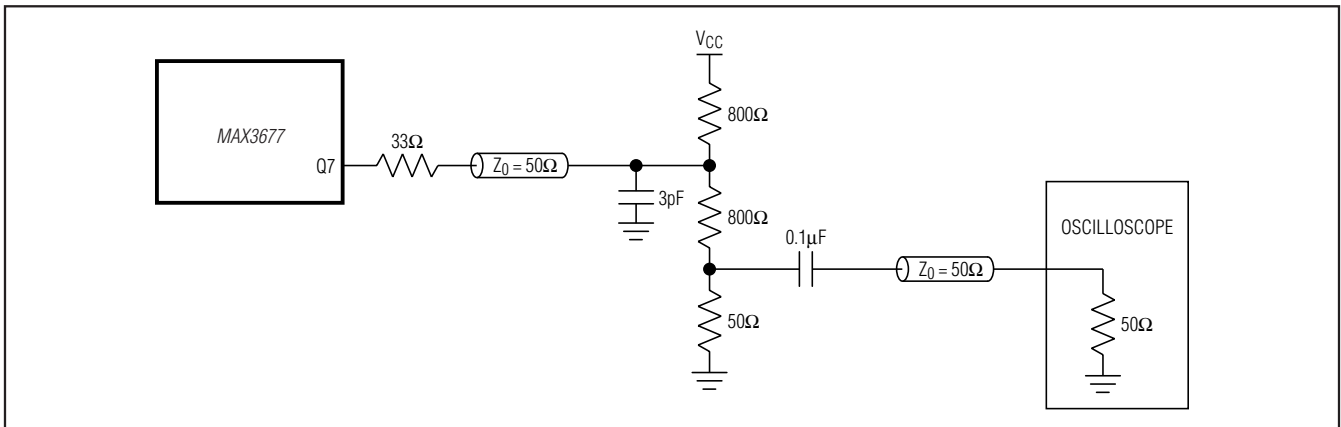 VCC
800Ω
MAX3677
33Ω
Q7
Z0 = 50Ω
3pF
800Ω
0.1µF
OSCILLOSCOPE
Z0 = 50Ω
50Ω
50Ω